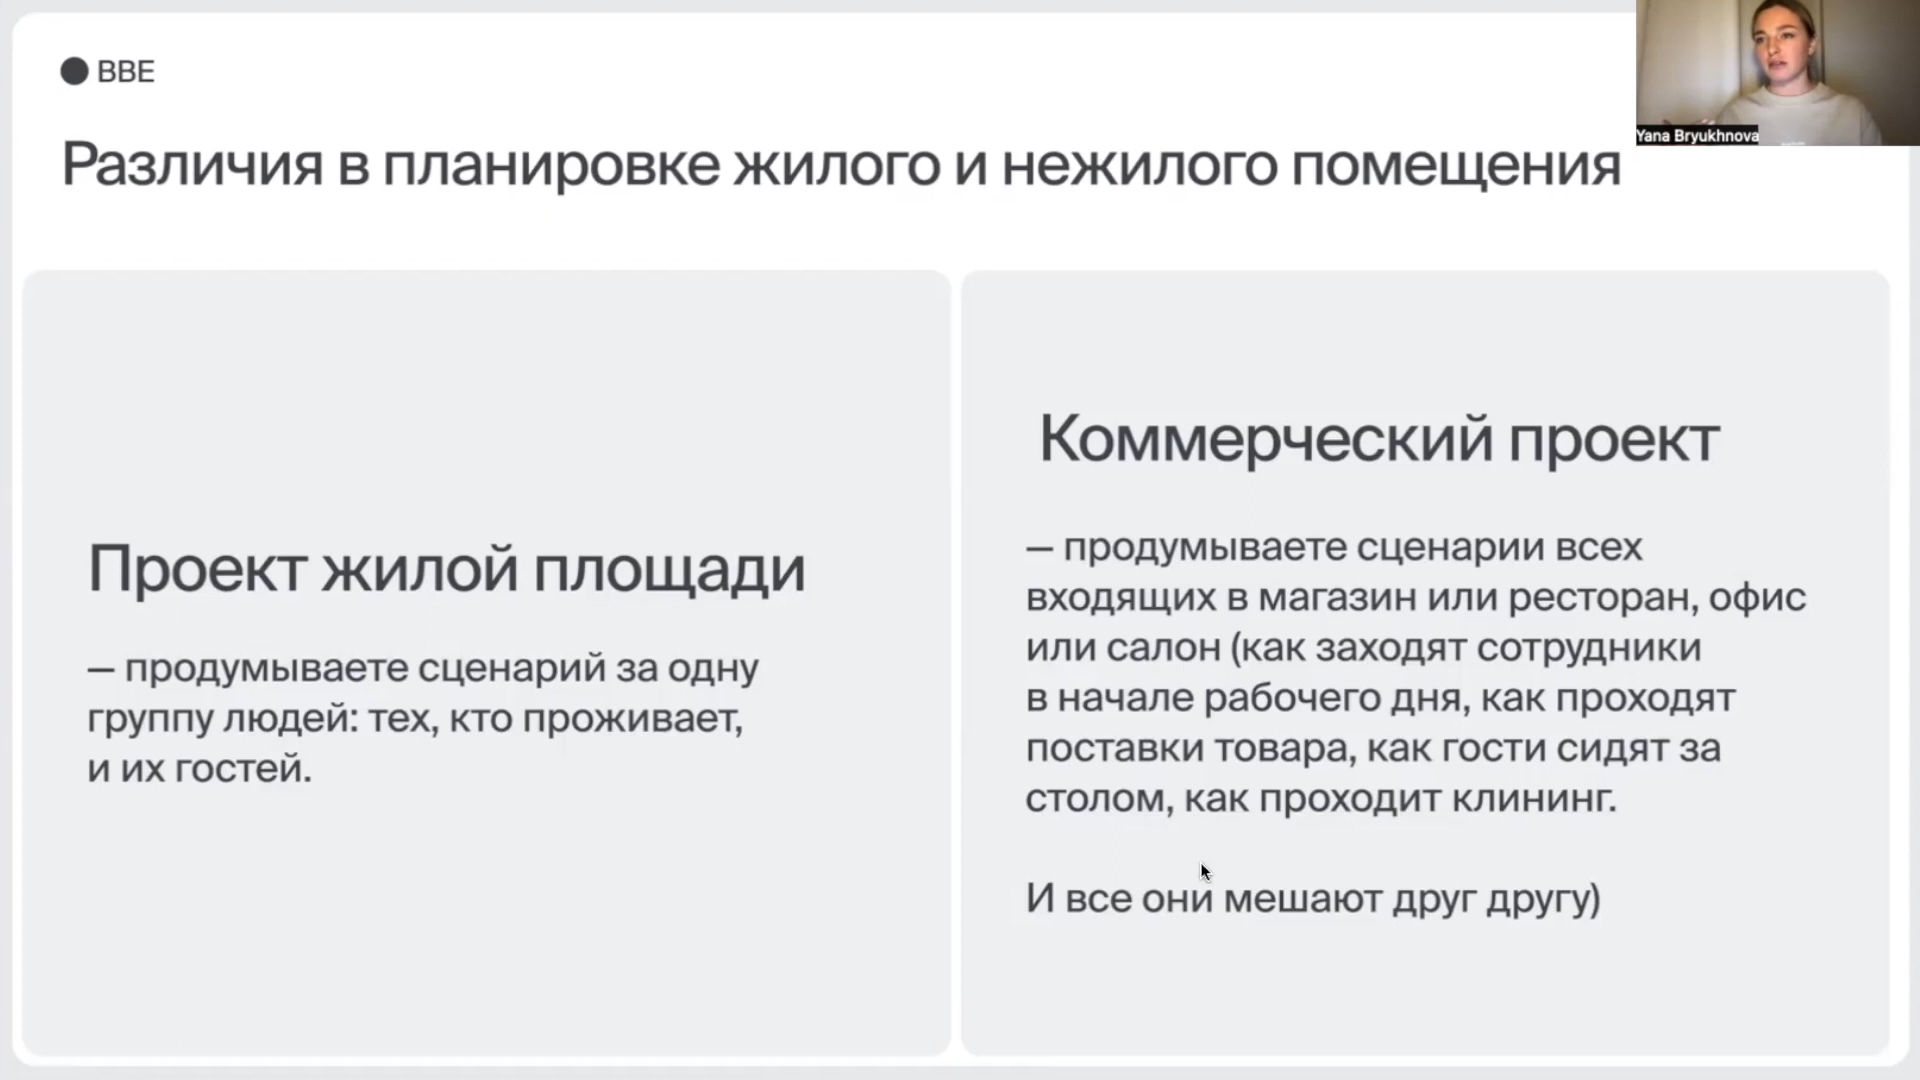 BBE
Различия в планировке жилого и нежилого помещения
Yana Bryukhnova
Проект жилой площади
— продумываете сценарий за одну
группу людей: тех, кто проживает,
и их гостей.
Коммерческий проект
— продумываете сценарии всех
входящих в магазин или ресторан, офис
или салон (как заходят сотрудники
в начале рабочего дня, как проходят
поставки товара, как гости сидят за
столом, как проходит клининг.
И все они мешают друг другу)